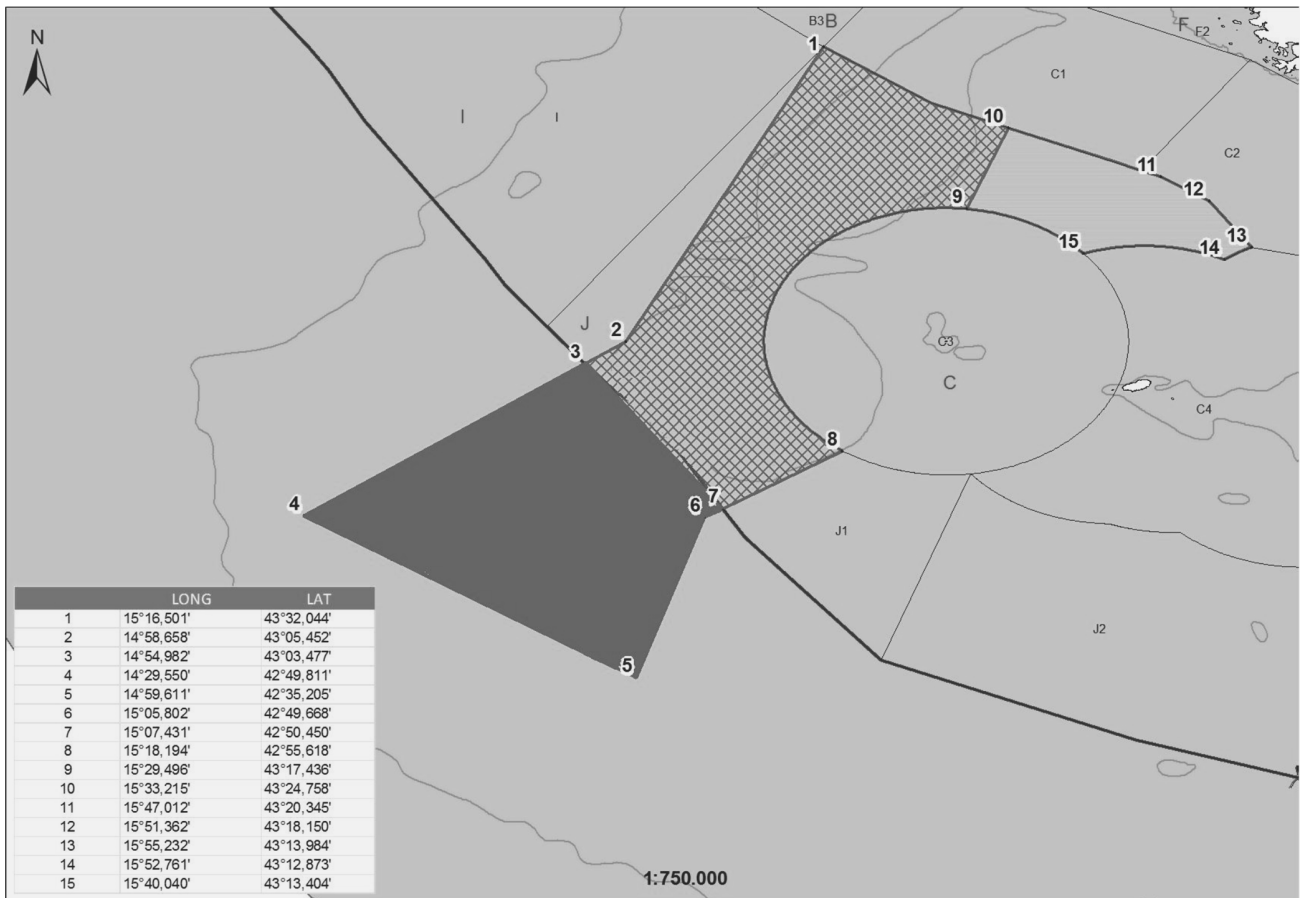 B3 B
F
F2
N
1
C1
10
I
I
11
C2
12
9
13
15
14
J
2
3
C3
C
C4
8
4
7
6
J1
J2
5
LONG LAT
1 15°16,501' 43°32,044'
2 14°58,658' 43°05,452'
3 14°54,982' 43°03,477'
4 14°29,550' 42°49,811'
5 14°59,611' 42°35,205'
6 15°05,802' 42°49,668'
7 15°07,431' 42°50,450'
8 15°18,194' 42°55,618'
9 15°29,496' 43°17,436'
10 15°33,215' 43°24,758'
11 15°47,012' 43°20,345'
12 15°51,362' 43°18,150'
13 15°55,232' 43°13,984'
14 15°52,761' 43°12,873'
15 15°40,040' 43°13,404'
1:750.000